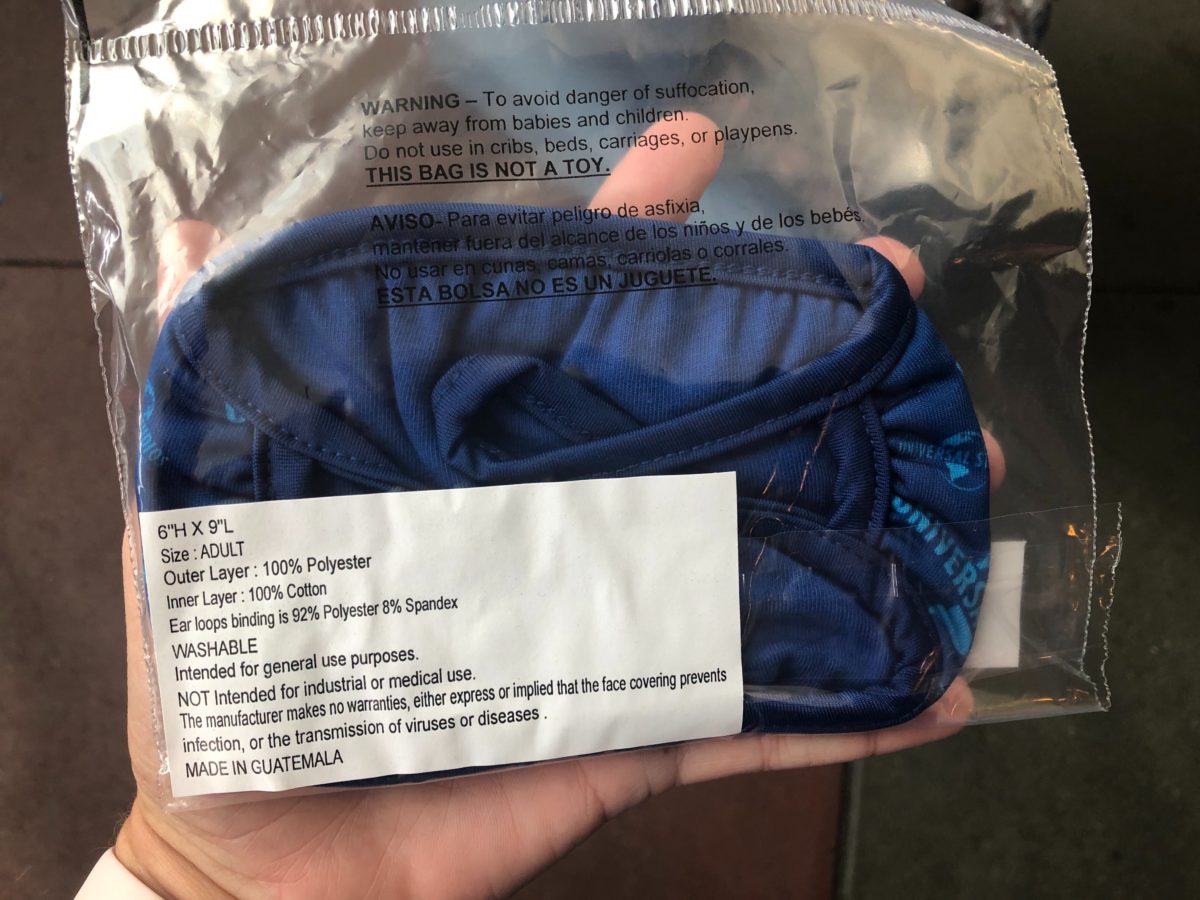 WARNING – To avoid danger of suffocation,
keep away from babies and children.
Do not use in cribs, beds, carriages, or playpens.
THIS BAG IS NOT A TOY.
AVISO- Para evitar peligro de asfixia,
mantener fuera del alcance de los niños y de los bebés.
No usar en cunas, camas, carriolas o corrales.
ESTA BOLSA NO ES UN JUGUETE.
UNIVERSAL ST
UNIVERS
6"H X 9"L
Size : ADULT
Outer Layer : 100% Polyester
Inner Layer : 100% Cotton
Ear loops binding is 92% Polyester 8% Spandex
WASHABLE
Intended for general use purposes.
NOT Intended for industrial or medical use.
The manufacturer makes no warranties, either express or implied that the face covering prevents
infection, or the transmission of viruses or diseases .
MADE IN GUATEMALA